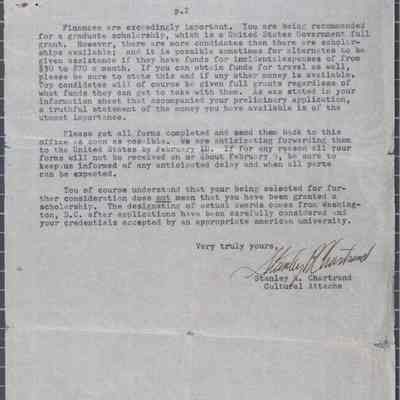 p.2
Finances are exceedingly important. You are being recommended
for a graduate scholarship, which is a United States Government full
grant. However, there are more candidates then there are scholar-
ships available; and it is possible sometimes for alternates to be
given assistance if they have funds for incidental expenses of from
$50 to $70 a month. If you can obtain funds for travel as well,
please be sure to state this and if any other money is available.
Top candidates will of course be given full grants regardless of
what funds they can get to take with them. As was stated in your
information sheet that accompanied your preliminary application,
a truthful statement of the money you have available is of the
utmost importance.
Please get all forms completed and send them back to this
office as soon as possible. We are anticipating forwarding them
to the United States by February 15. If for any reason all your
forms will not be received on or about February 5, be sure to
keep us informed of any anticipated delay and when all parts
can be expected.
You of course understand that your being selected for fur-
ther consideration does not mean that you have been granted a
scholarship. The designating of actual awards comes from Washing-
ton, D.C. after applications have been carefully considered and
your credentials accepted by an appropriate american university.
Very truly yours,
Stanley R. Chartrand
Stanley R. Chartrand
Cultural Attache